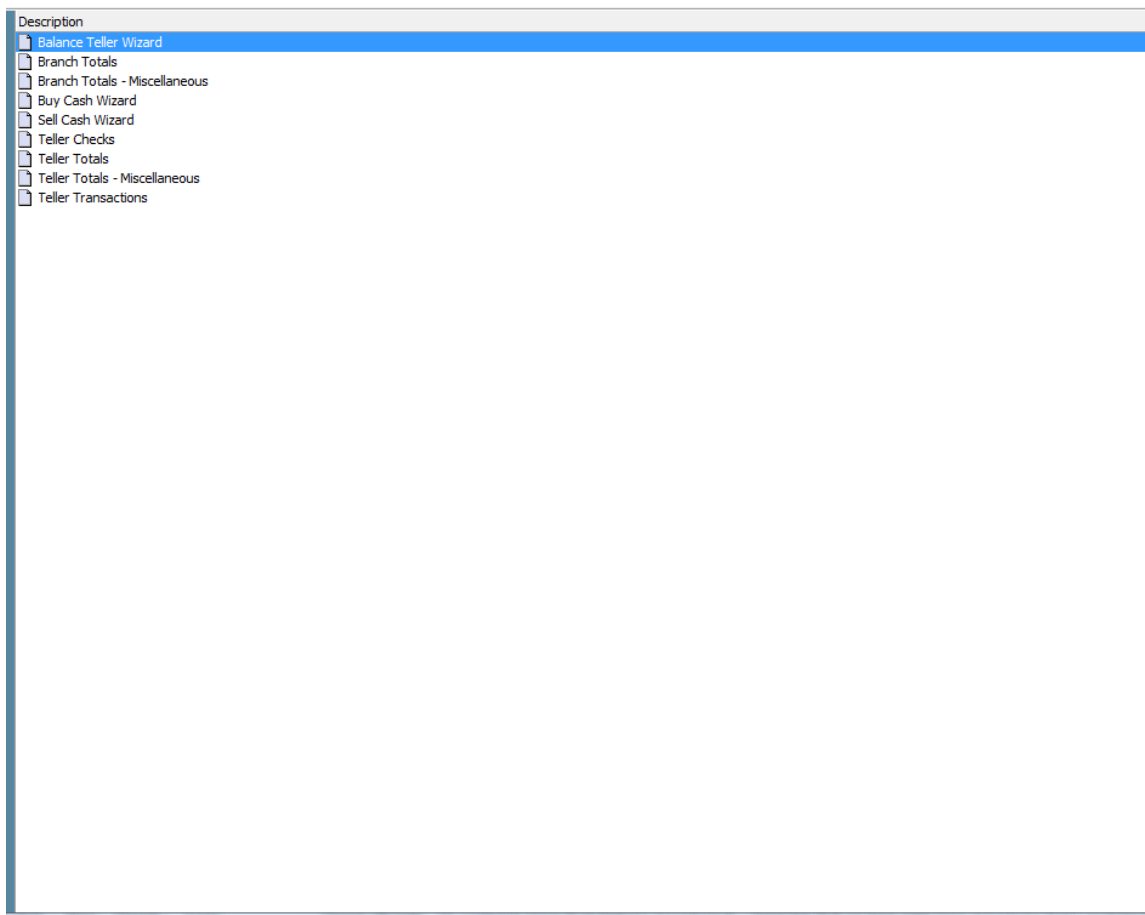 Description
Balance Teller Wizard
Branch Totals
Branch Totals - Miscellaneous
Buy Cash Wizard
Sell Cash Wizard
Teller Checks
Teller Totals
Teller Totals - Miscellaneous
Teller Transactions